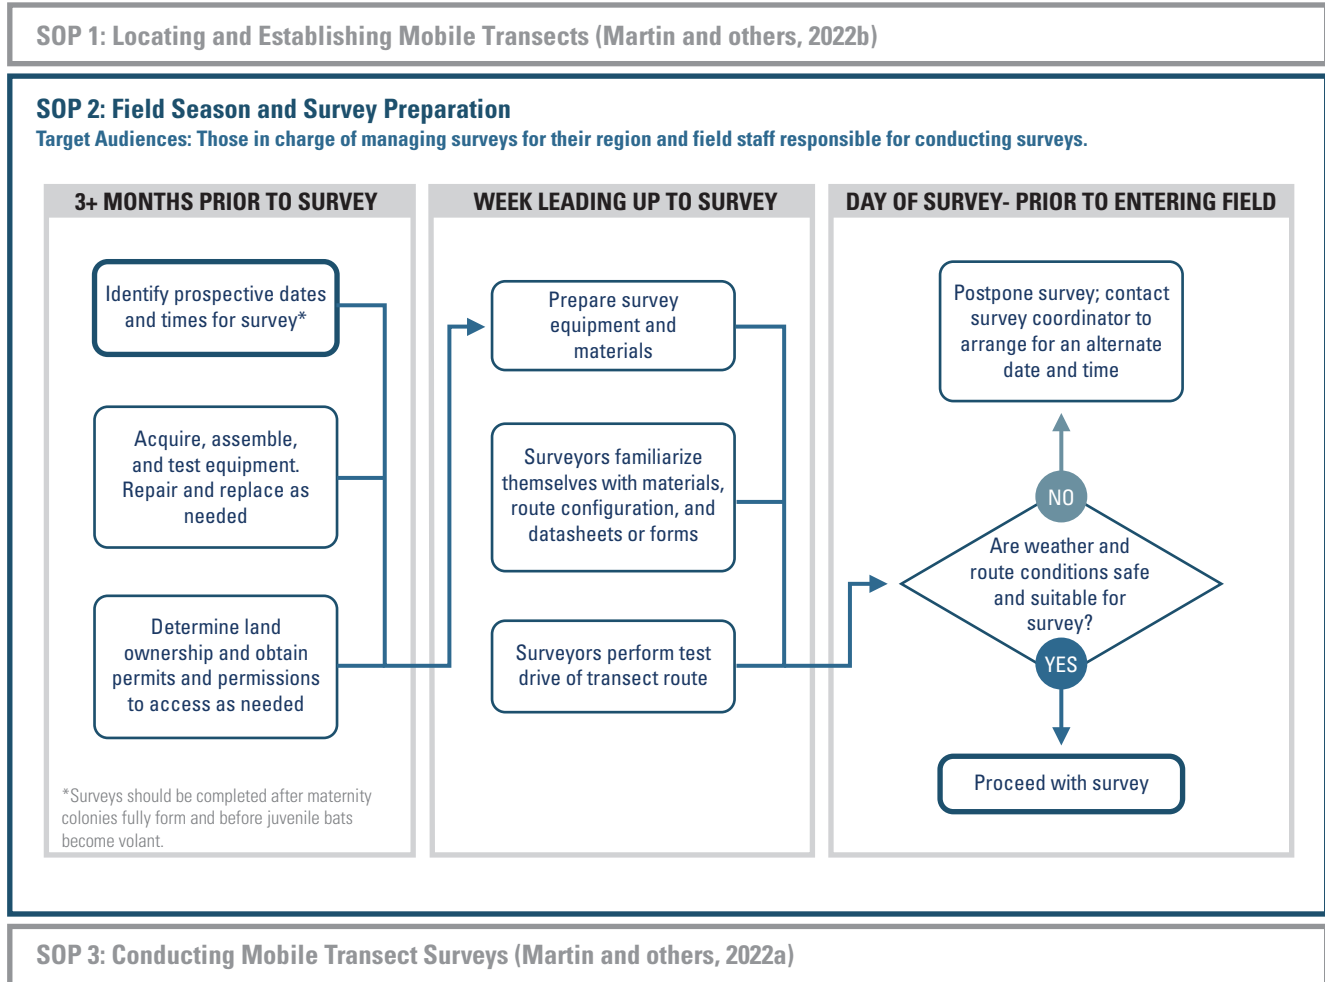 SOP 1: Locating and Establishing Mobile Transects (Martin and others, 2022b)
SOP 2: Field Season and Survey Preparation
Target Audiences: Those in charge of managing surveys for their region and field staff responsible for conducting surveys.
3+ MONTHS PRIOR TO SURVEY
Identify prospective dates
and times for survey*
Acquire, assemble,
and test equipment.
Repair and replace as
needed
Determine land
ownership and obtain
permits and permissions
to access as needed
*Surveys should be completed after maternity
colonies fully form and before juvenile bats
become volant.
WEEK LEADING UP TO SURVEY
Prepare survey
equipment and
materials
Surveyors familiarize
themselves with materials,
route configuration, and
datasheets or forms
Surveyors perform test
drive of transect route
DAY OF SURVEY- PRIOR TO ENTERING FIELD
Postpone survey; contact
survey coordinator to
arrange for an alternate
date and time
NO
Are weather and
route conditions safe
and suitable for
survey?
YES
Proceed with survey
SOP 3: Conducting Mobile Transect Surveys (Martin and others, 2022a)